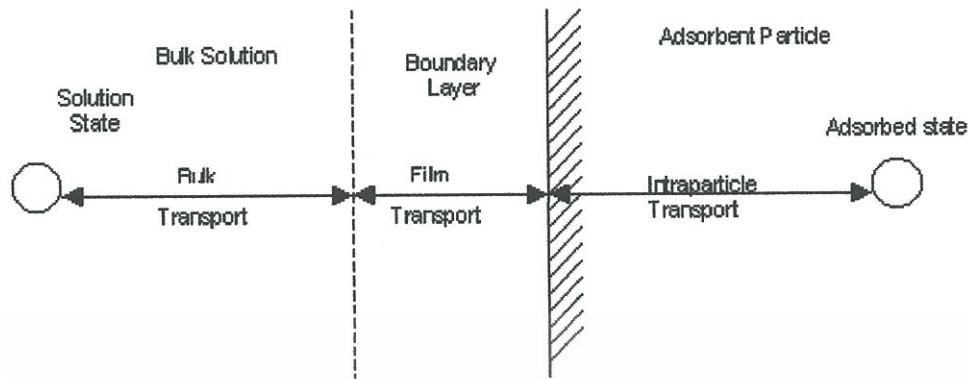 Bulk Solution
Boundary
Layer
Adsorbent Particle
Solution
State
Adsorbed state
Bulk
Transport
Film
Transport
Intraparticle
Transport